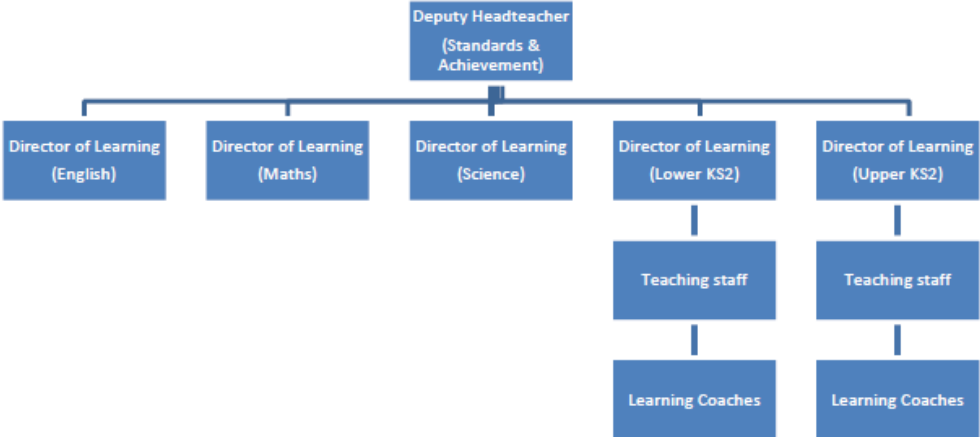 Deputy Headteacher
(Standards &
Achievement)
Director of Learning
(English)
Director of Learning
(Maths)
Director of Learning
(Science)
Director of Learning
(Lower KS2)
Director of Learning
(Upper KS2)
Teaching staff
Teaching staff
Learning Coaches
Learning Coaches